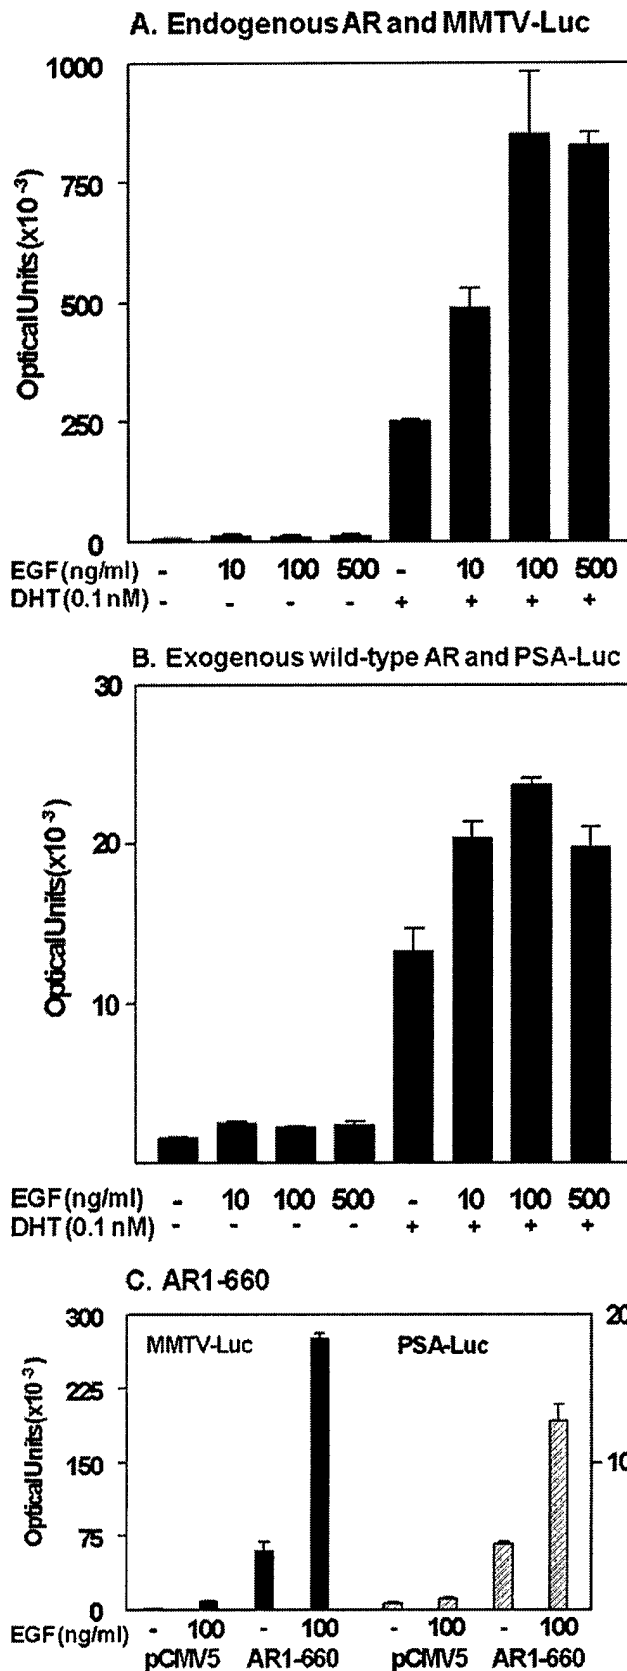 A. Endogenous AR and MMTV-Luc
1000
750
500
250
0
Optical Units (x10⁻³)
EGF (ng/ml) - 10 100 500 - 10 100 500
DHT (0.1 nM) - - - - + + + +
B. Exogenous wild-type AR and PSA-Luc
30
20
10
Optical Units (x10⁻³)
EGF (ng/ml) - 10 100 500 - 10 100 500
DHT (0.1 nM) - - - - + + + +
C. AR1-660
300
225
150
75
0
Optical Units (x10⁻³)
MMTV-Luc PSA-Luc
20
10
EGF (ng/ml) - 100 - 100 - 100 - 100
pCMV5 AR1-660 pCMV5 AR1-660